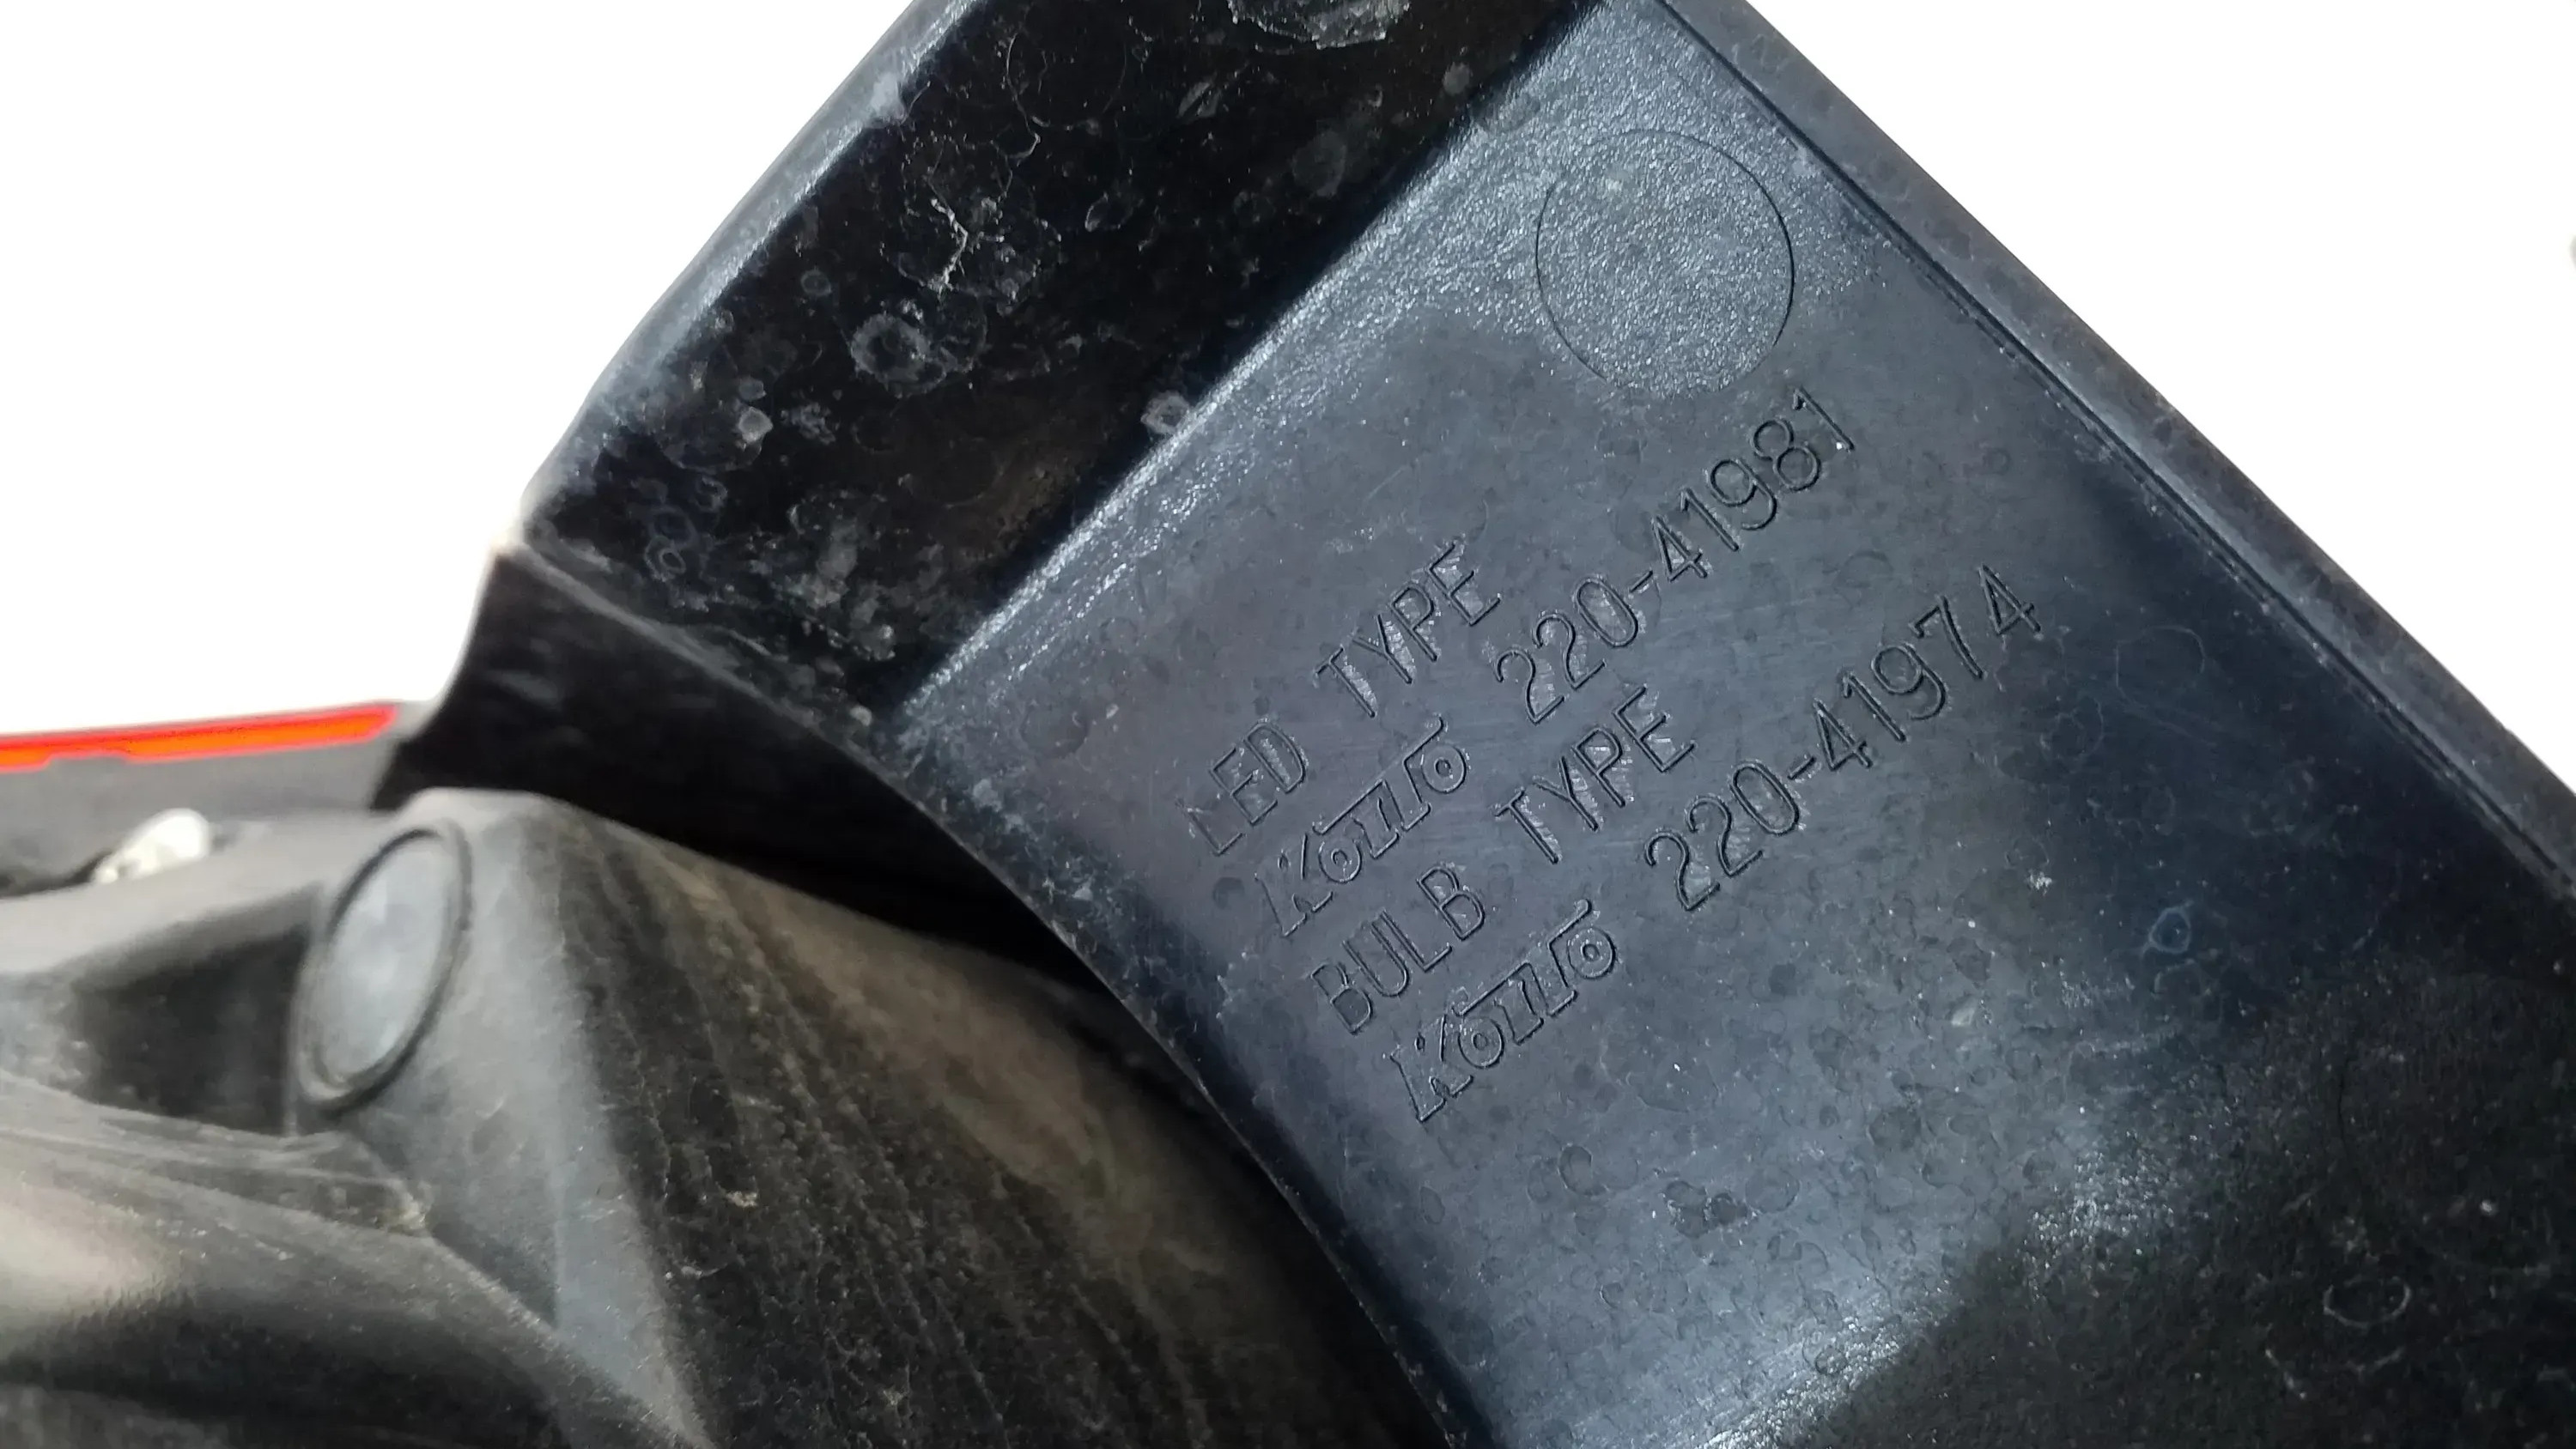 LED TYPE
KOITO 220-41981
BULB TYPE
KOITO 220-41974